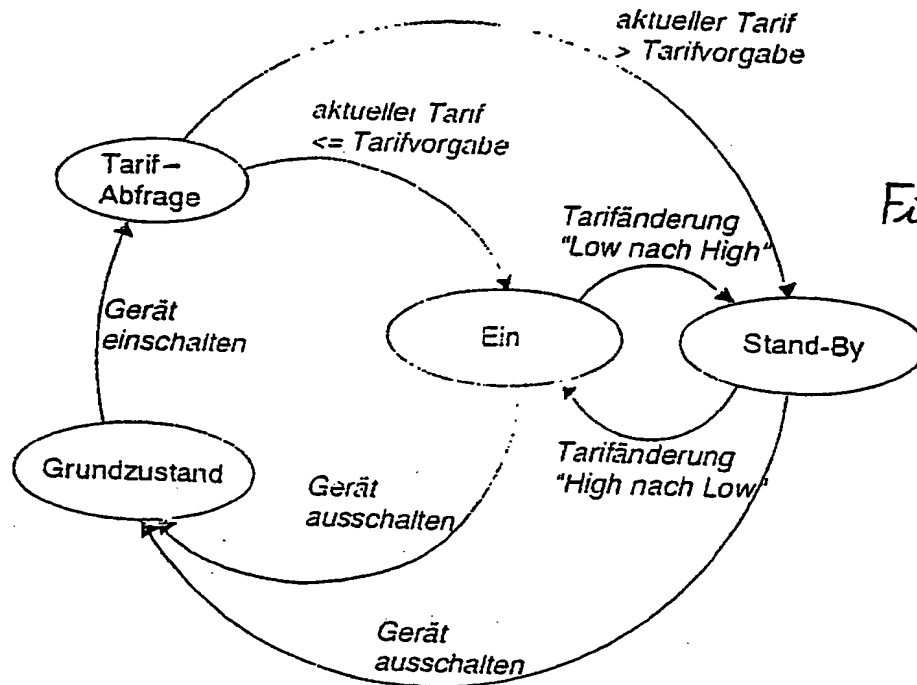 aktueller Tarif
> Tarifvorgabe
aktueller Tarif
<= Tarifvorgabe
Tarif-
Abfrage
Tarifänderung
"Low nach High"
Gerät
einschalten
Ein
Stand-By
Tarifänderung
"High nach Low"
Grundzustand
Gerät
ausschalten
Gerät
ausschalten